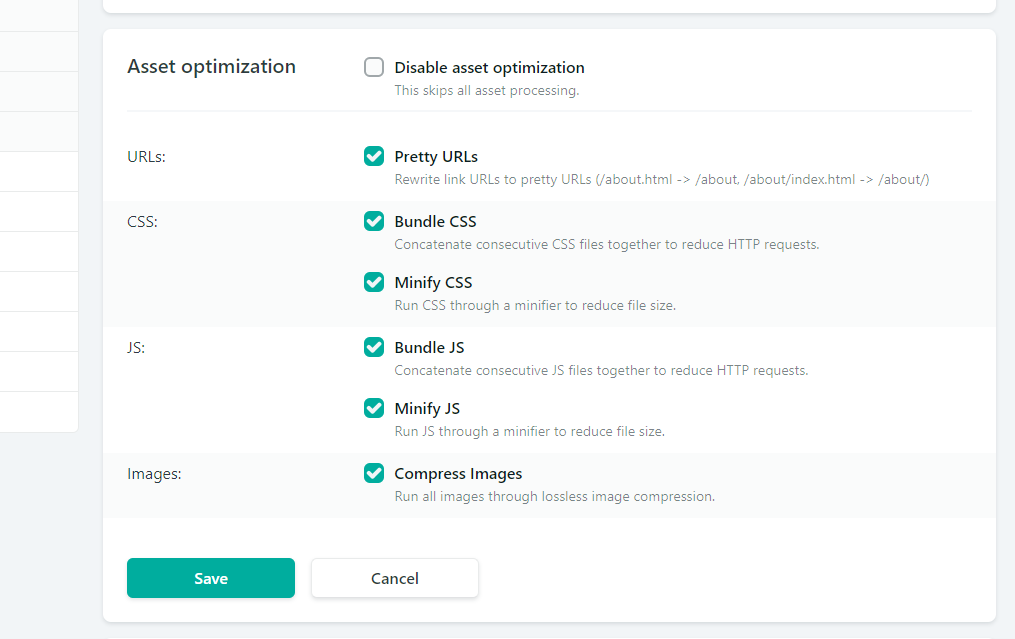 Asset optimization
Disable asset optimization
This skips all asset processing.
URLs:
Pretty URLs
Rewrite link URLs to pretty URLs (/about.html -> /about, /about/index.html -> /about/)
CSS:
Bundle CSS
Concatenate consecutive CSS files together to reduce HTTP requests.
Minify CSS
Run CSS through a minifier to reduce file size.
JS:
Bundle JS
Concatenate consecutive JS files together to reduce HTTP requests.
Minify JS
Run JS through a minifier to reduce file size.
Images:
Compress Images
Run all images through lossless image compression.
Save
Cancel